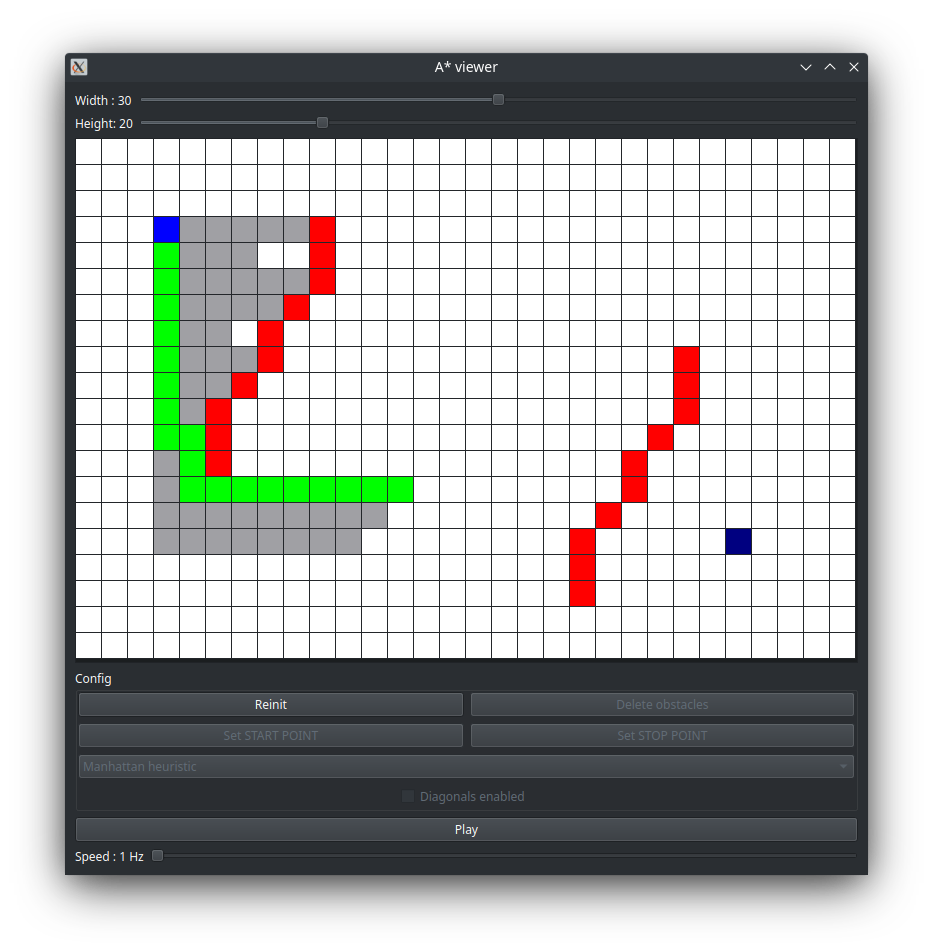 A* viewer
Width : 30
Height: 20
Config
Reinit
Delete obstacles
Set START POINT
Set STOP POINT
Manhattan heuristic
Diagonals enabled
Play
Speed : 1 Hz